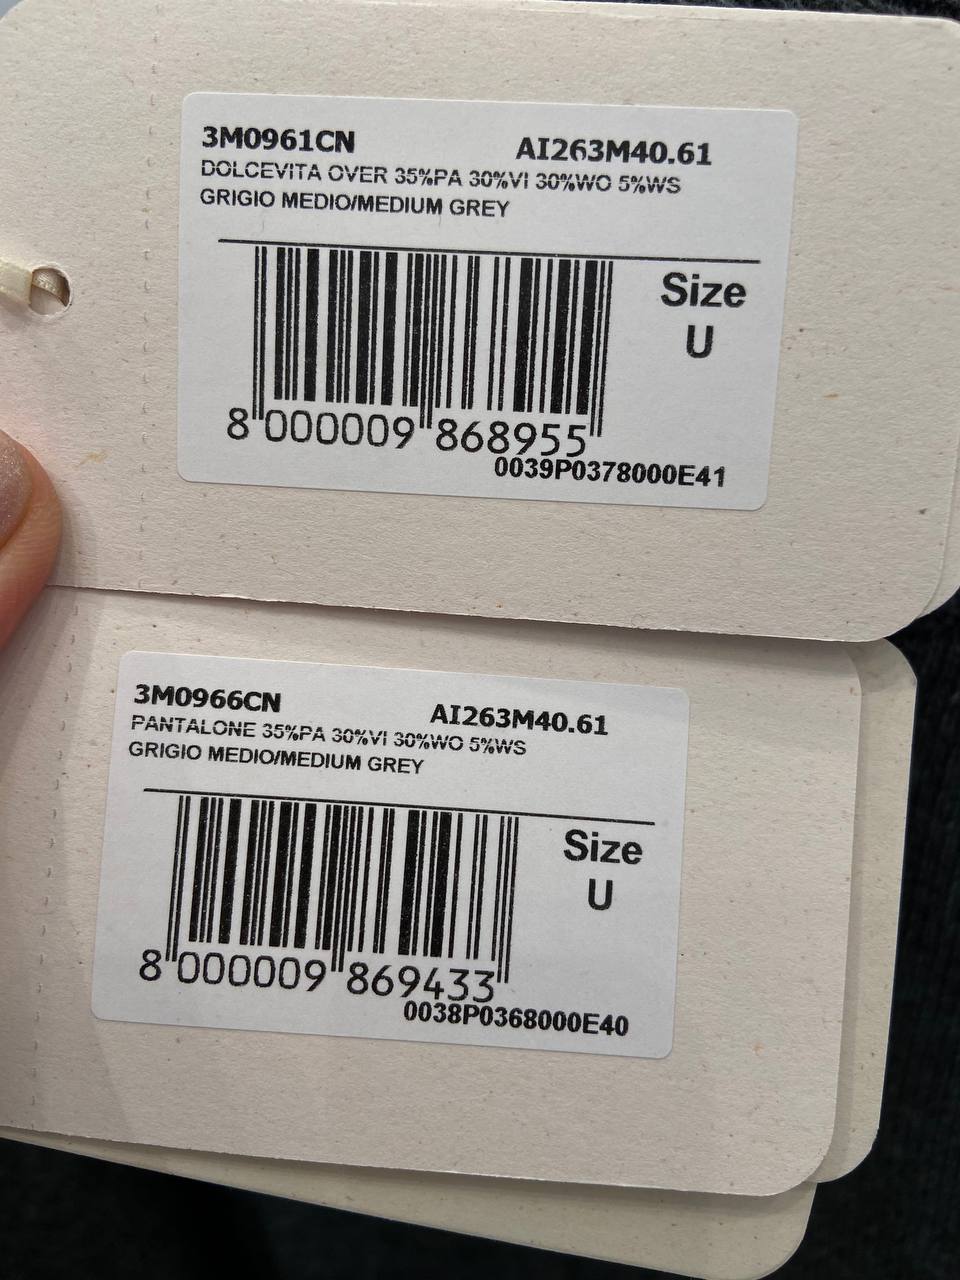 3M0961CN AI263M40.61
DOLCEVITA OVER 35%PA 30%VI 30%WO 5%WS
GRIGIO MEDIO/MEDIUM GREY
Size
U
8 000009 868955
0039P0378000E41
3M0966CN AI263M40.61
PANTALONE 35%PA 30%VI 30%WO 5%WS
GRIGIO MEDIO/MEDIUM GREY
Size
U
8 000009 869433
0038P0368000E40